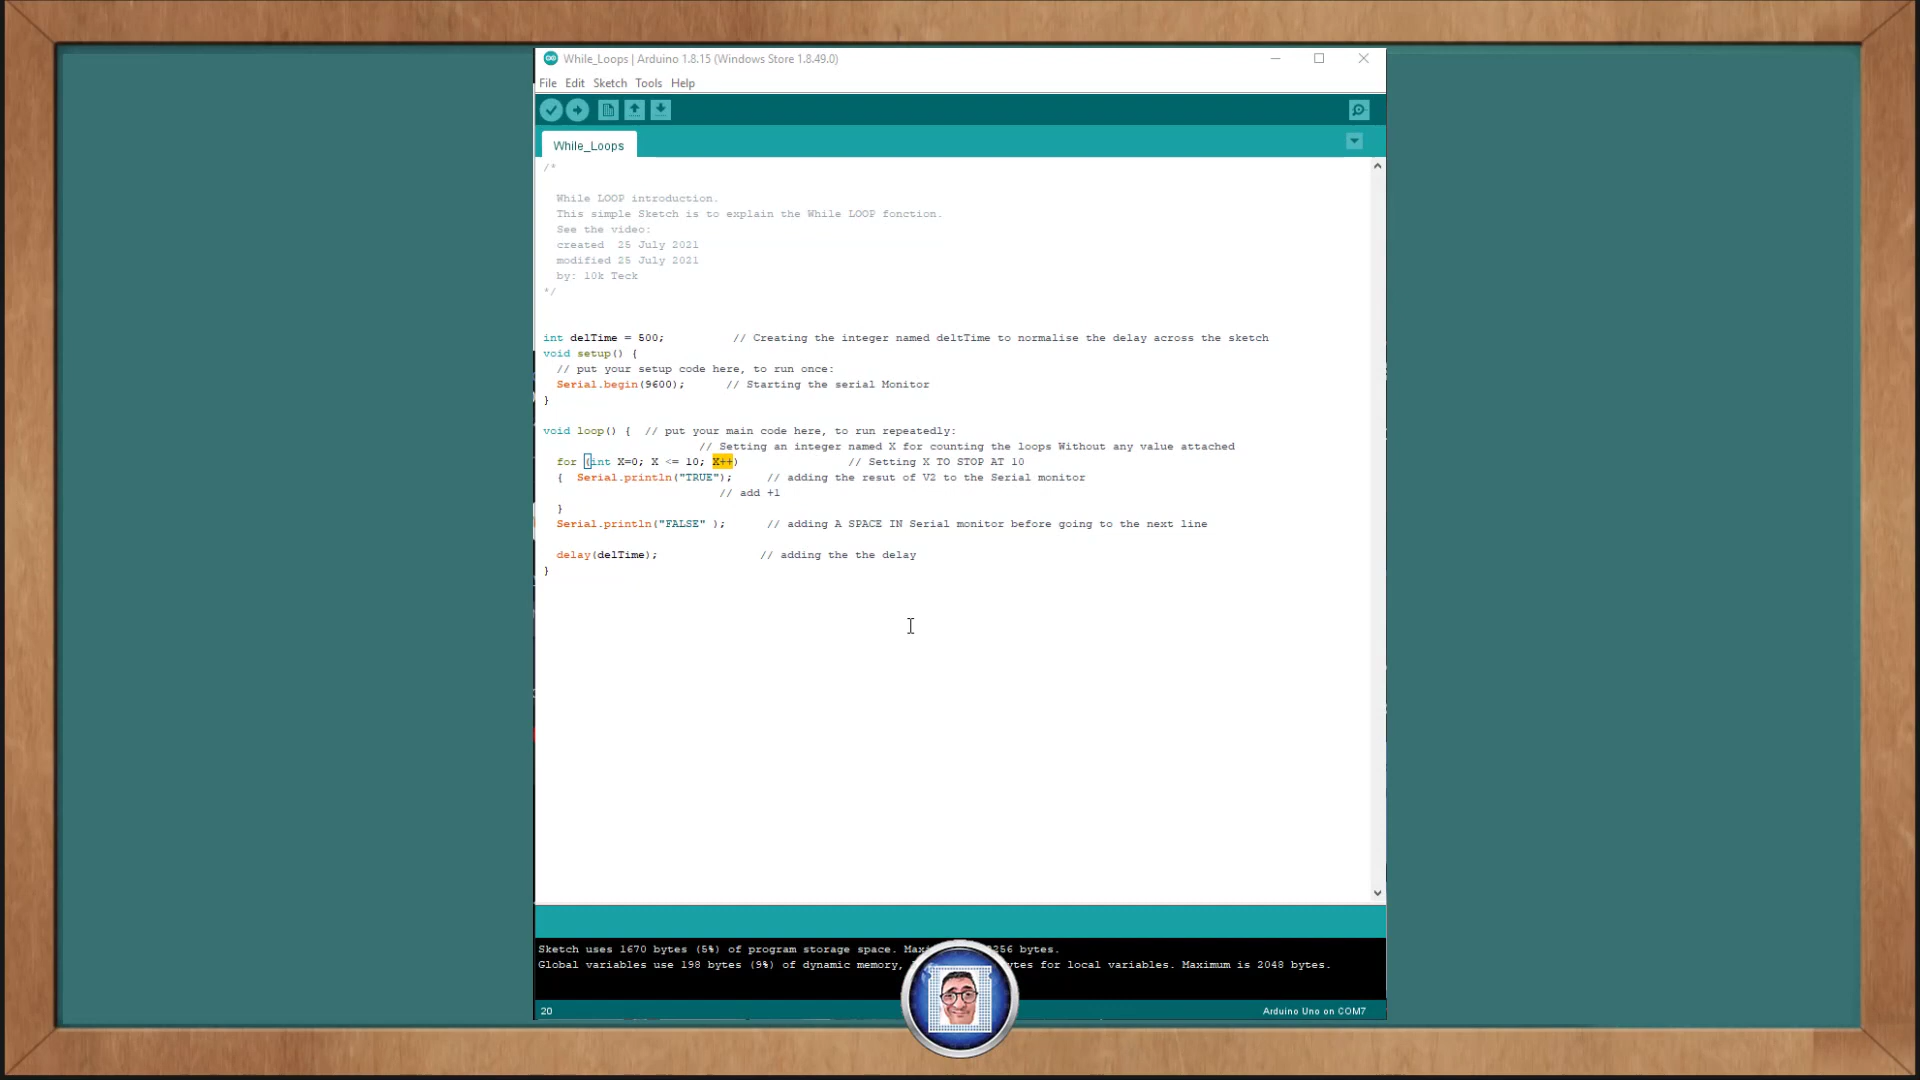 While_Loops | Arduino 1.8.15 (Windows Store 1.8.49.0)
File Edit Sketch Tools Help
While_Loops
/*
While LOOP introduction.
This simple Sketch is to explain the While LOOP fonction.
See the video:
created  25 July 2021
modified 25 July 2021
by: 10k Teck
*/
int delTime = 500; // Creating the integer named deltTime to normalise the delay across the sketch
void setup() {
// put your setup code here, to run once:
Serial.begin(9600); // Starting the serial Monitor
}
void loop() { // put your main code here, to run repeatedly:
// Setting an integer named X for counting the loops Without any value attached
for (int X=0; X <= 10; X++) // Setting X TO STOP AT 10
{ Serial.println("TRUE"); // adding the resut of V2 to the Serial monitor
// add +1
}
Serial.println("FALSE" ); // adding A SPACE IN Serial monitor before going to the next line
delay(delTime); // adding the the delay
}
Sketch uses 1670 bytes (5%) of program storage space. 256 bytes.
Global variables use 198 bytes (9%) of dynamic memory, for local variables. Maximum is 2048 bytes.
20 Arduino Uno on COM7